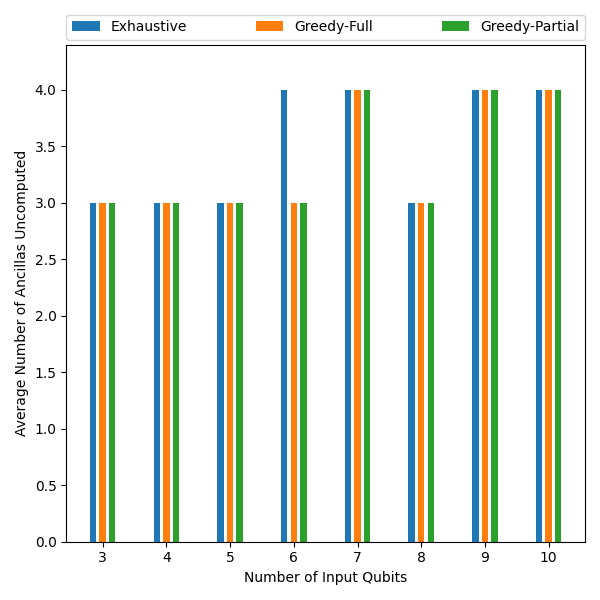 Exhaustive Greedy-Full Greedy-Partial
Average Number of Ancillas Uncomputed
4.0
3.5
3.0
2.5
2.0
1.5
1.0
0.5
0.0
3 4 5 6 7 8 9 10
Number of Input Qubits